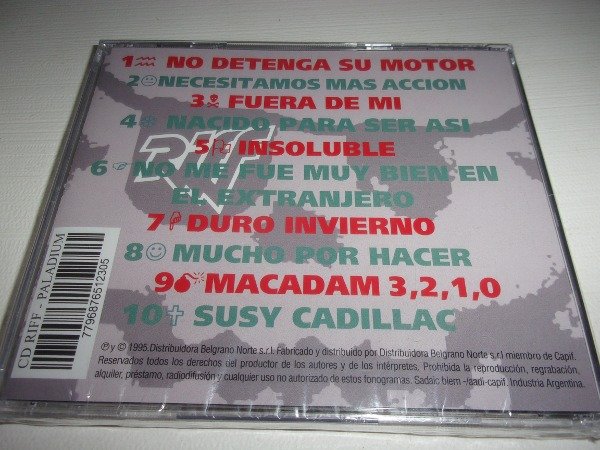 1 NO DETENGA SU MOTOR
2 NECESITAMOS MAS ACCION
3 FUERA DE MI
4 NACIDO PARA SER ASI
5 INSOLUBLE
6 NO ME FUE MUY BIEN EN
EL EXTRANJERO
7 DURO INVIERNO
8 MUCHO POR HACER
9 MACADAM 3,2,1,0
10 SUSY CADILLAC
RIFF
CD RIFF - PALADIUM
7796876512305
℗ y © 1995.Distribuidora Belgrano Norte s.r.l. Fabricado y distribuido por Distribuidora Belgrano Norte s.r.l miembro de Capif.
Reservados todos los derechos del productor de los autores y de los intérpretes. Prohibida la reproducción, regrabación,
alquiler, préstamo, radiodifusión y cualquier uso no autorizado de estos fonogramas. Sadaic biem -/aadi-capif. Industria Argentina.